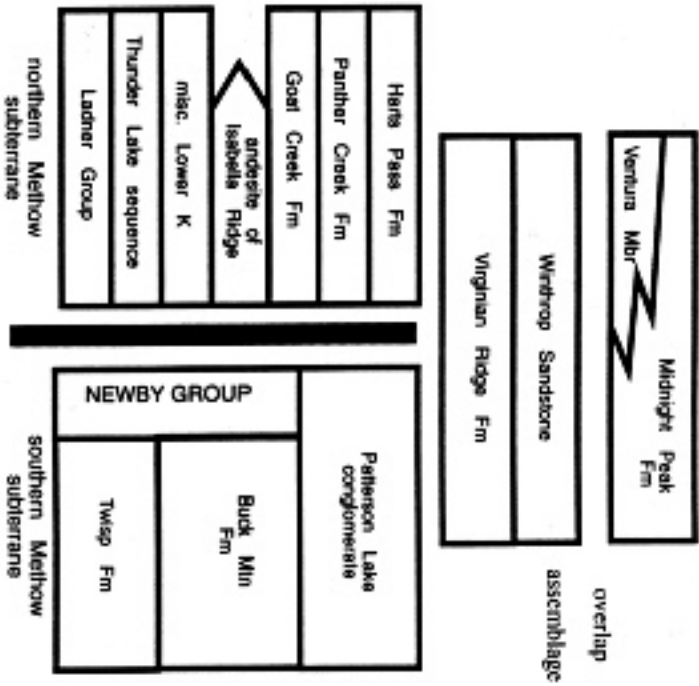 Midnight Peak
Fm
Ventura Mbr
overlap
assemblage
Winthrop Sandstone
Virginian Ridge Fm
Harts Pass Fm
Panther Creek Fm
Goat Creek Fm
andesite of
Isabella Ridge
misc. Lower K
Thunder Lake sequence
Ladner Group
northern Methow
subterrane
Patterson Lake
conglomerate
NEWBY GROUP
Buck Mtn
Fm
Twisp Fm
southern Methow
subterrane